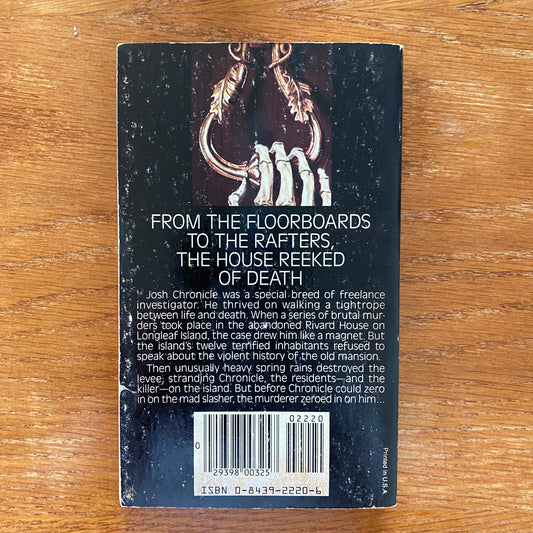 FROM THE FLOORBOARDS
TO THE RAFTERS,
THE HOUSE REEKED
OF DEATH
Josh Chronicle was a special breed of freelance
investigator. He thrived on walking a tightrope
between life and death. When a series of brutal mur-
ders took place in the abandoned Rivard House on
Longleaf Island, the case drew him like a magnet. But
the island's twelve terrified inhabitants refused to
speak about the violent history of the old mansion.
Then unusually heavy spring rains destroyed the
levee, stranding Chronicle, the residents—and the
killer—on the island. But before Chronicle could zero
in on the mad slasher, the murderer zeroed in on him...
02220
0
29398 00325
ISBN 0-8439-2220-6
Printed in U.S.A.